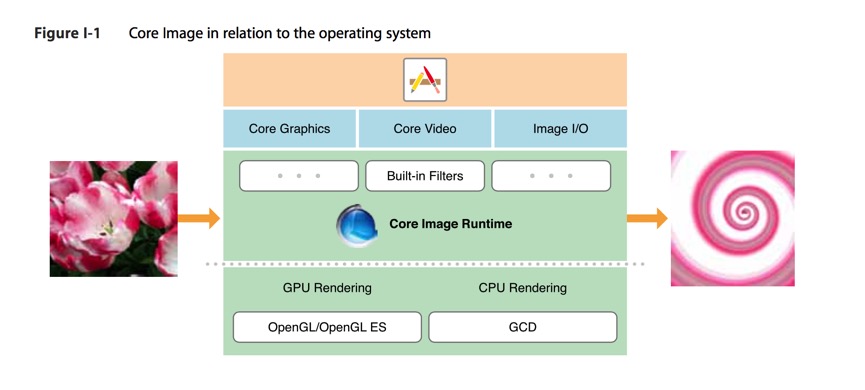 Figure I-1 Core Image in relation to the operating system
Core Graphics Core Video Image I/O
Built-in Filters
Core Image Runtime
GPU Rendering CPU Rendering
OpenGL/OpenGL ES GCD